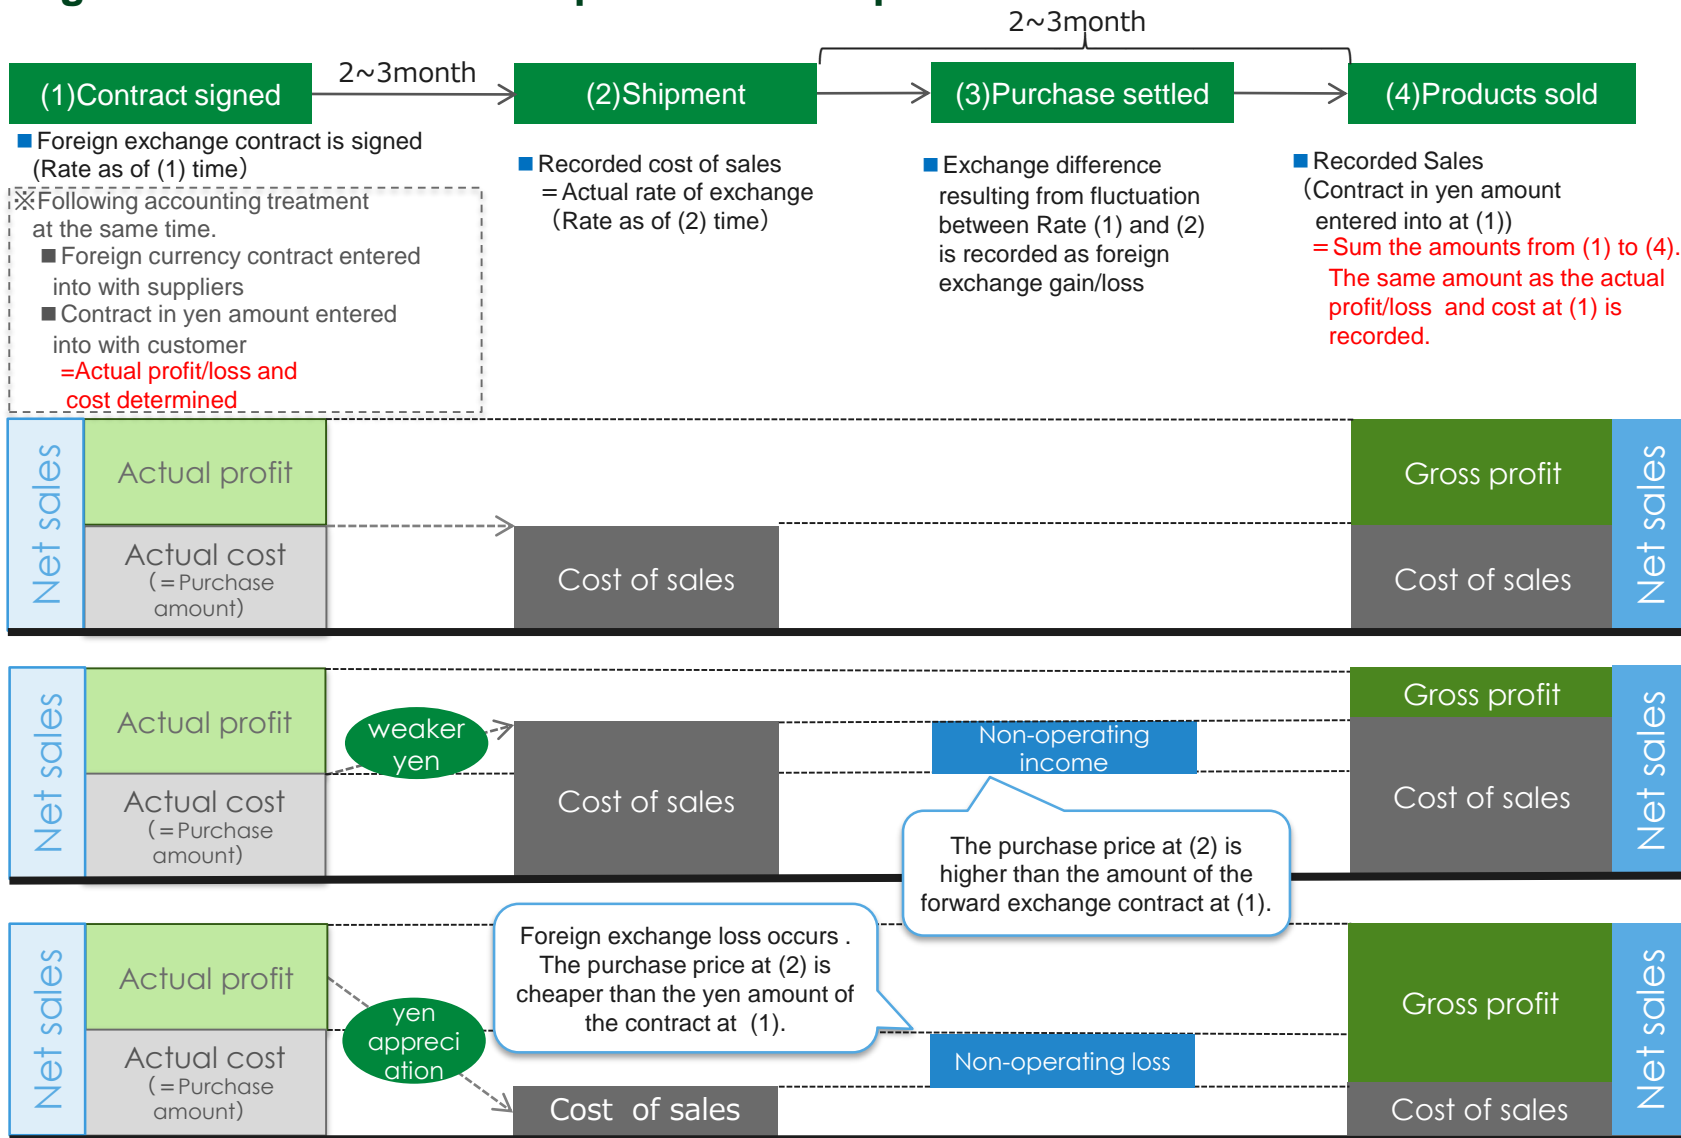 2~3month
2~3month
(1)Contract signed
(2)Shipment
(3)Purchase settled
(4)Products sold
■Foreign exchange contract is signed
(Rate as of (1) time)
※Following accounting treatment
at the same time.
■Foreign currency contract entered
into with suppliers
■Contract in yen amount entered
into with customer
=Actual profit/loss and
cost determined
■Recorded cost of sales
=Actual rate of exchange
(Rate as of (2) time)
■Exchange difference
resulting from fluctuation
between Rate (1) and (2)
is recorded as foreign
exchange gain/loss
■Recorded Sales
(Contract in yen amount
entered into at (1))
=Sum the amounts from (1) to (4).
The same amount as the actual
profit/loss and cost at (1) is
recorded.
Net sales
Actual profit
Actual cost
(=Purchase
amount)
Cost of sales
Gross profit
Cost of sales
Net sales
Net sales
Actual profit
Actual cost
(=Purchase
amount)
weaker
yen
Cost of sales
Non-operating
income
The purchase price at (2) is
higher than the amount of the
forward exchange contract at (1).
Gross profit
Cost of sales
Net sales
Net sales
Actual profit
Actual cost
(=Purchase
amount)
yen
appreci
ation
Foreign exchange loss occurs .
The purchase price at (2) is
cheaper than the yen amount of
the contract at (1).
Cost of sales
Non-operating loss
Gross profit
Cost of sales
Net sales